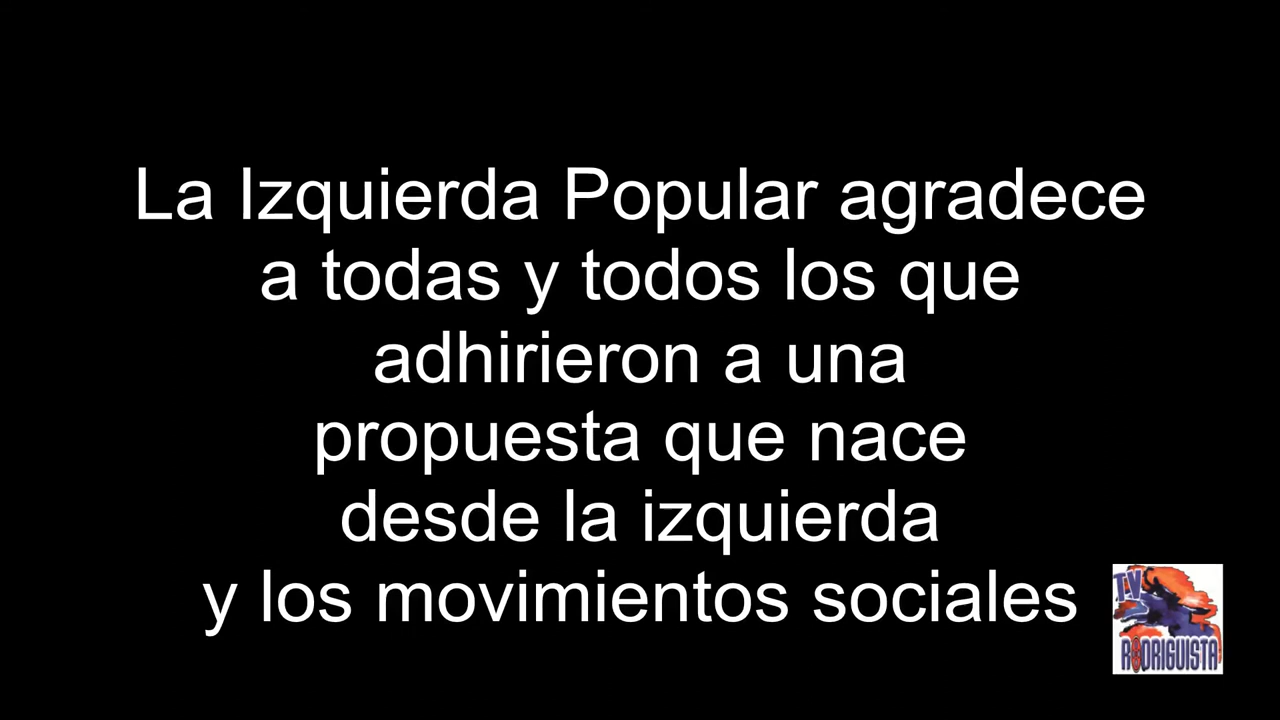 La Izquierda Popular agradece
a todas y todos los que
adhirieron a una
propuesta que nace
desde la izquierda
y los movimientos sociales
TV
RODRIGUISTA